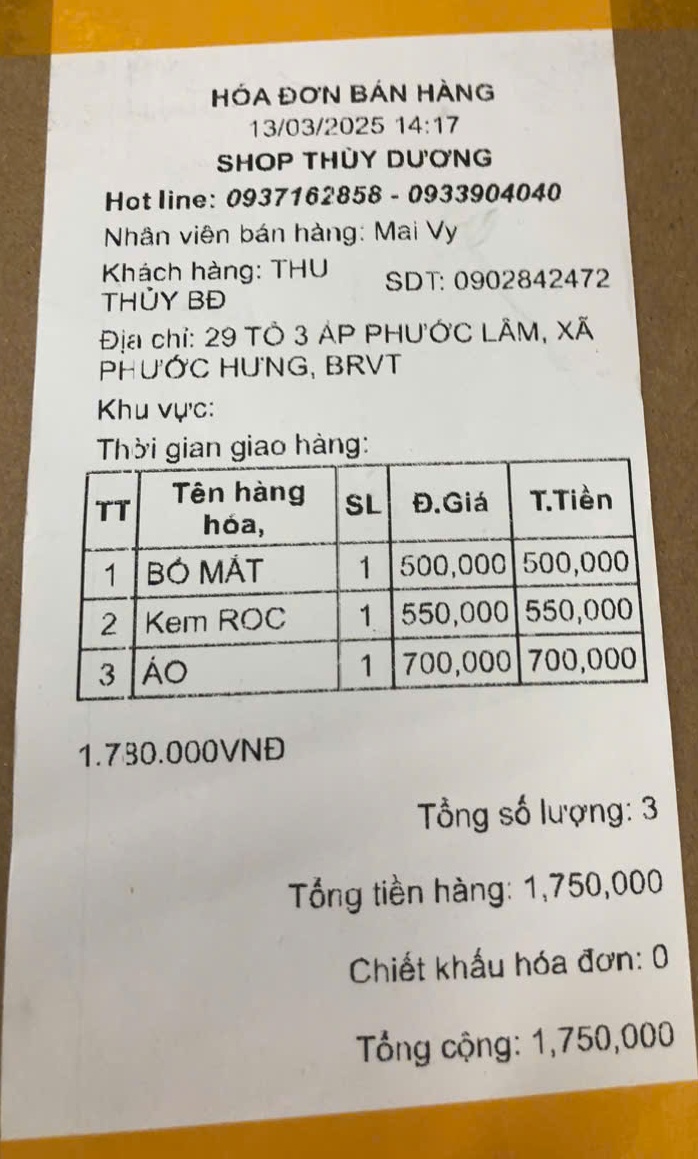 HÓA ĐƠN BÁN HÀNG
13/03/2025 14:17
SHOP THÙY DƯƠNG
Hot line: 0937162858 - 0933904040
Nhân viên bán hàng: Mai Vy
Khách hàng: THU THỦY BĐ SDT: 0902842472
Địa chỉ: 29 TỔ 3 ẤP PHƯỚC LÂM, XÃ
PHƯỚC HƯNG, BRVT
Khu vực:
Thời gian giao hàng:
TT Tên hàng hóa, SL Đ.Giá T.Tiền
1 BỘ MẮT 1 500,000 500,000
2 Kem ROC 1 550,000 550,000
3 ÁO 1 700,000 700,000
1.780.000VNĐ
Tổng số lượng: 3
Tổng tiền hàng: 1,750,000
Chiết khấu hóa đơn: 0
Tổng cộng: 1,750,000